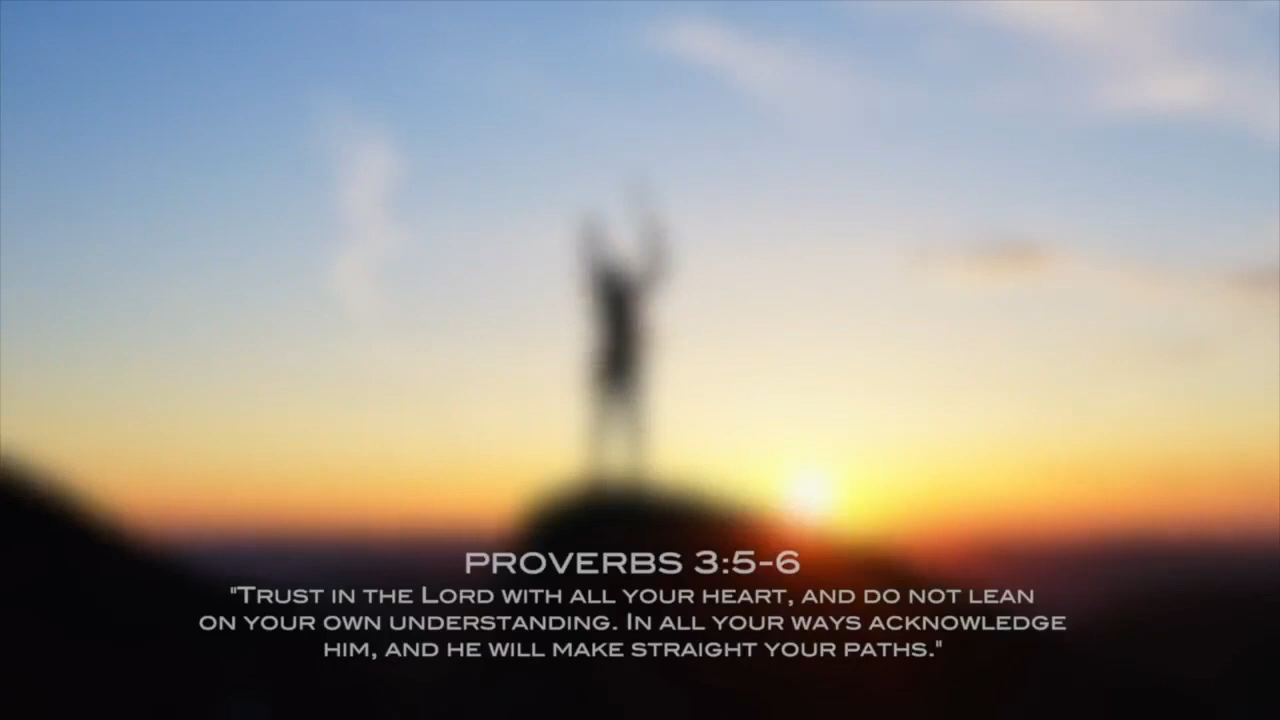 PROVERBS 3:5-6
"Trust in the Lord with all your heart, and do not lean
on your own understanding. In all your ways acknowledge
him, and he will make straight your paths."